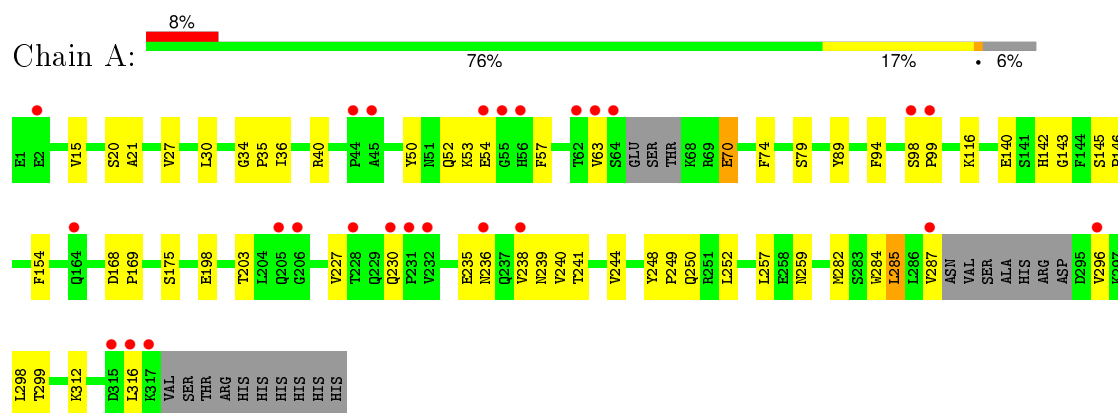 8%
Chain A:
76% 17% • 6%
E1 E2 V15 S20 A21 V27 L30 G34 P35 I36 R40 P44 A45 Y50 N51 Q52 K53 E54 G55 H56 F57 T62 V63 S64 GLU SER THR K68 R69 E70 F74 S79 Y89 F94 S98 P99 K116 E140 S141 H142 G143 F144 S145 P146
F154 Q164 D168 P169 S175 E198 T203 L204 Q205 G206 V227 T228 Q229 Q230 P231 V232 E235 N236 Q237 V238 N239 V240 T241 V244 Y248 P249 Q250 R251 L252 L257 E258 N259 M282 S283 W284 L285 L286 V287 ASN VAL SER ALA HIS ARG ASP D295 V296 K297
L298 T299 K312 D315 L316 K317 VAL SER THR ARG HIS HIS HIS HIS HIS HIS